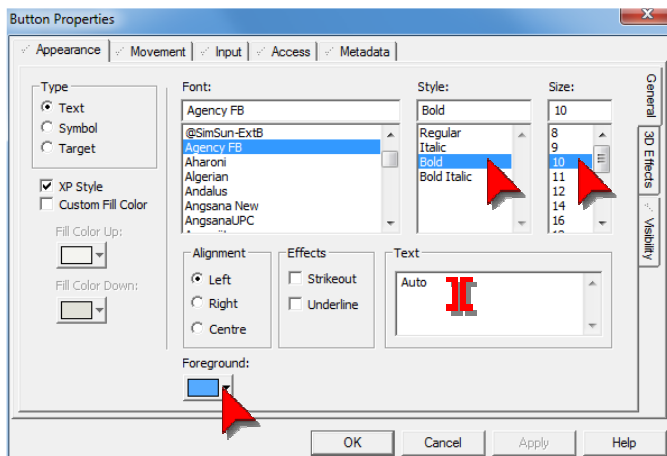 Button Properties
Appearance
Movement
Input
Access
Metadata
Type
Text
Symbol
Target
XP Style
Custom Fill Color
Fill Color Up:
Fill Color Down:
Font:
Agency FB
@SimSun-ExtB
Agency FB
Aharoni
Algerian
Andalus
Angsana New
AngsanaUPC
Style:
Bold
Regular
Italic
Bold
Bold Italic
Size:
10
8
9
10
11
12
14
16
Alignment
Left
Right
Centre
Effects
Strikeout
Underline
Text
Auto
Foreground:
General
3D Effects
Visibility
OK
Cancel
Apply
Help